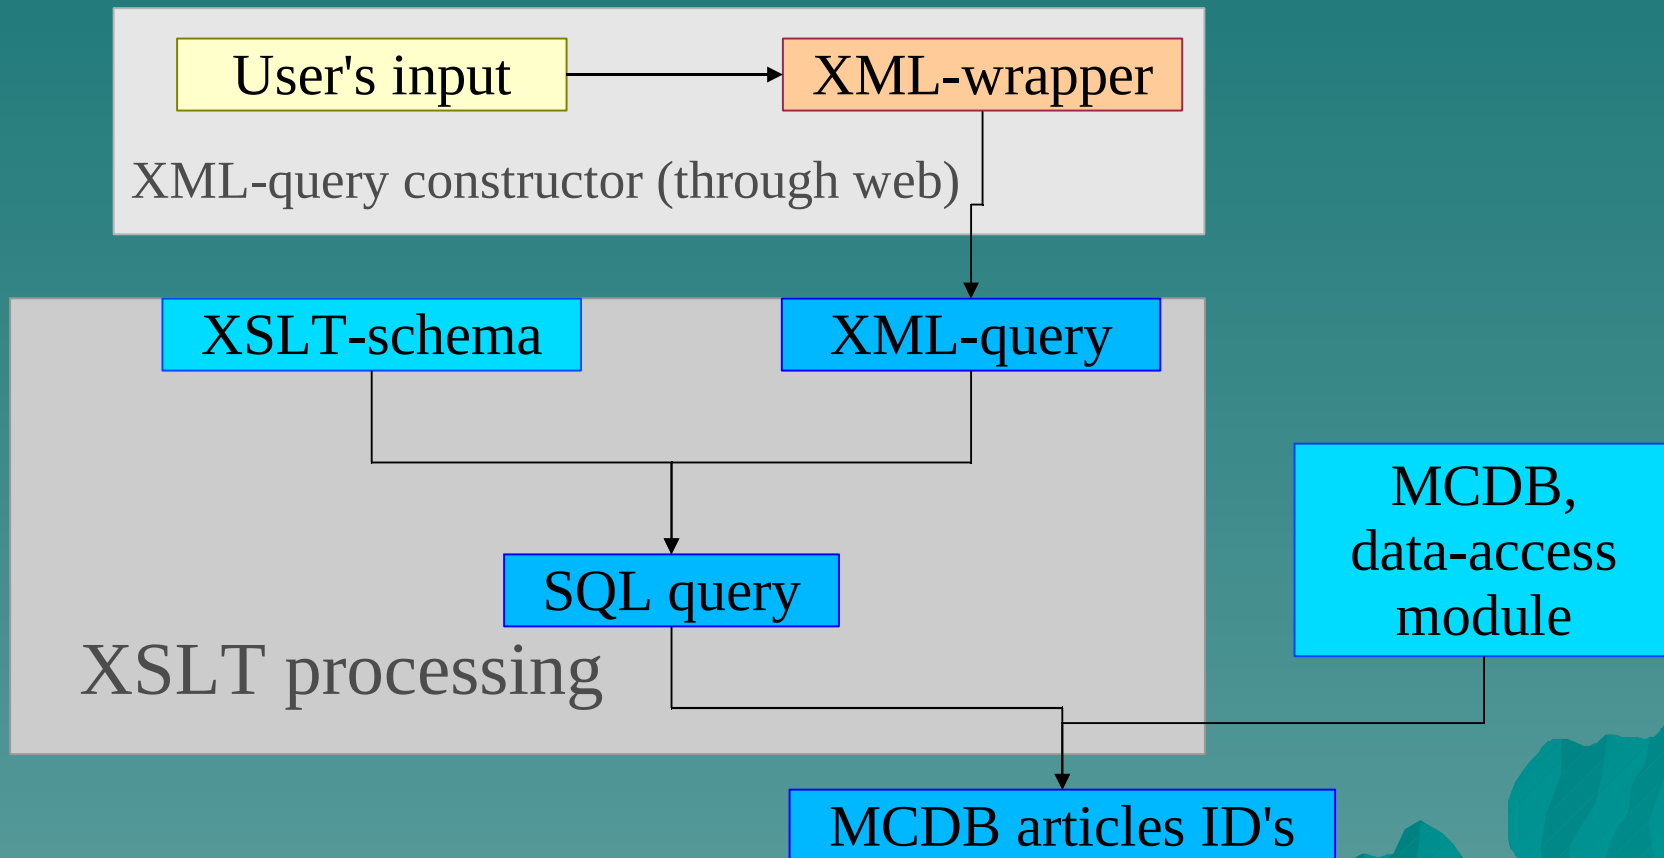 User's input
XML-wrapper
XML-query constructor (through web)
XSLT-schema
XML-query
MCDB,
data-access
module
SQL query
XSLT processing
MCDB articles ID's